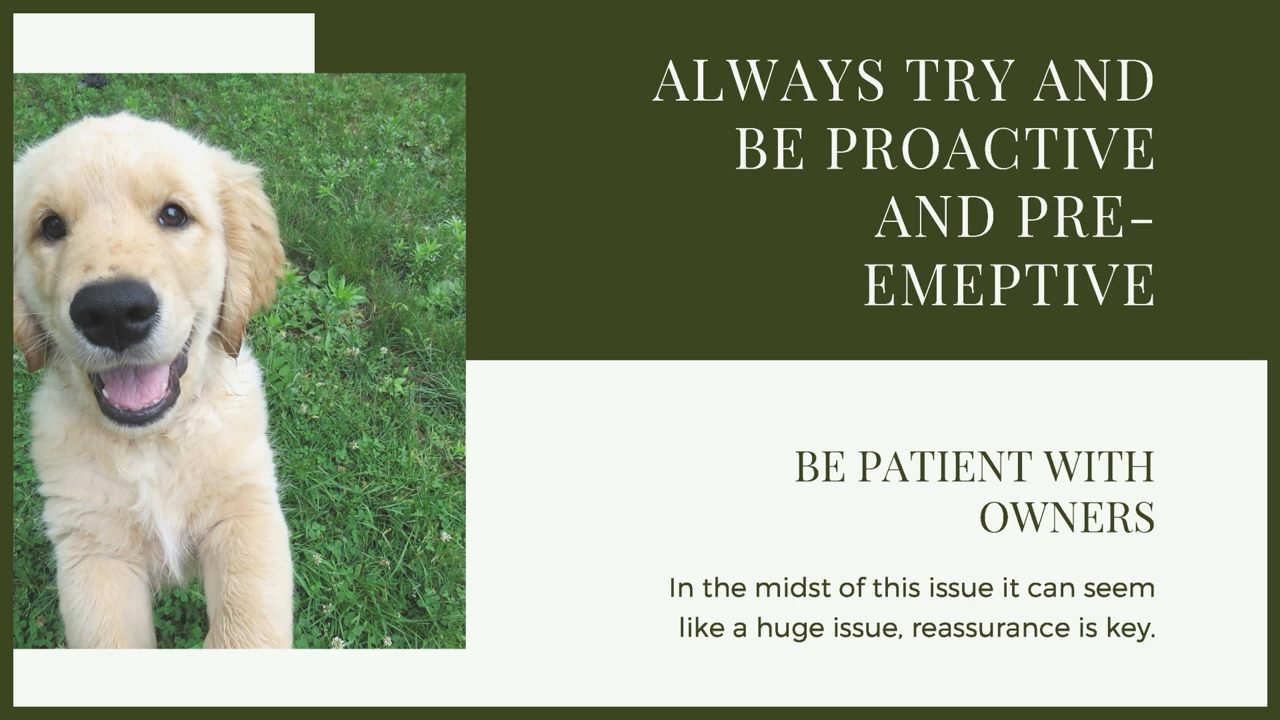 ALWAYS TRY AND
BE PROACTIVE
AND PRE-
EMEPTIVE
BE PATIENT WITH
OWNERS
In the midst of this issue it can seem
like a huge issue, reassurance is key.